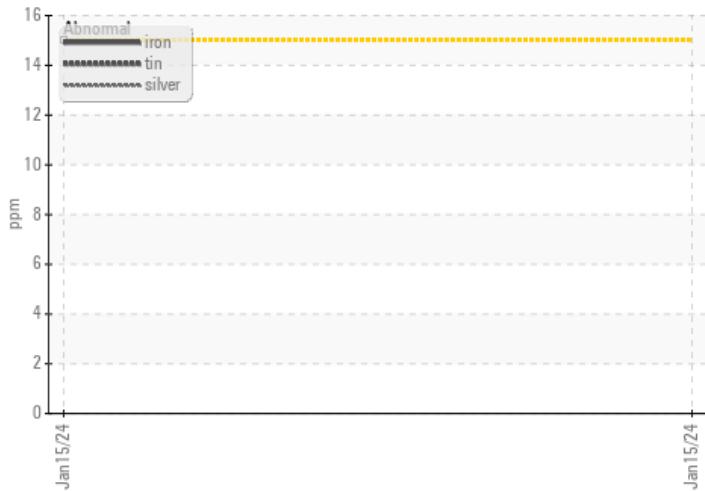 16
14
12
10
8
6
4
2
0
ppm
Abnormal
iron
tin
silver
Jan15/24
Jan15/24